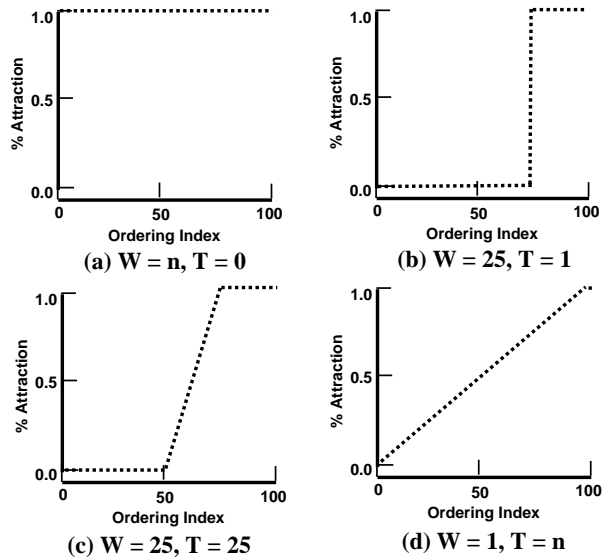 1.0
0.5
0.0
% Attraction
0 50 100
Ordering Index
(a) W = n, T = 0
1.0
0.5
0.0
% Attraction
0 50 100
Ordering Index
(b) W = 25, T = 1
1.0
0.5
0.0
% Attraction
0 50 100
Ordering Index
(c) W = 25, T = 25
1.0
0.5
0.0
% Attraction
0 50 100
Ordering Index
(d) W = 1, T = n